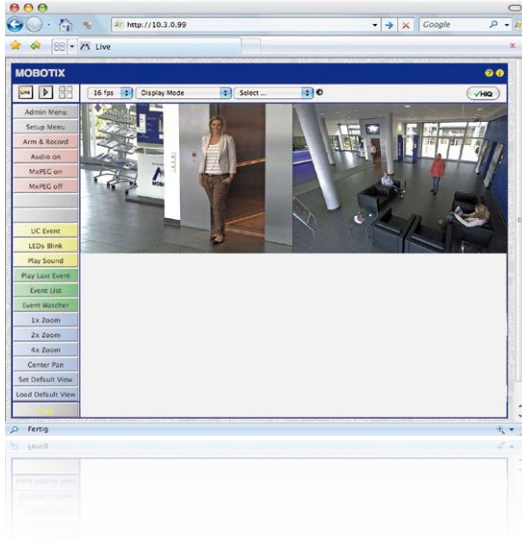 http://10.3.0.99
Google
Live
MOBOTIX
LIVE
16 fps
Display Mode
Select ...
HiQ
Admin Menu
Setup Menu
Arm & Record
Audio on
MxPEG on
MxPEG off
UC Event
LEDs Blink
Play Sound
Play Last Event
Event List
Event Watcher
1x Zoom
2x Zoom
4x Zoom
Center Pan
Set Default View
Load Default View
Fertig